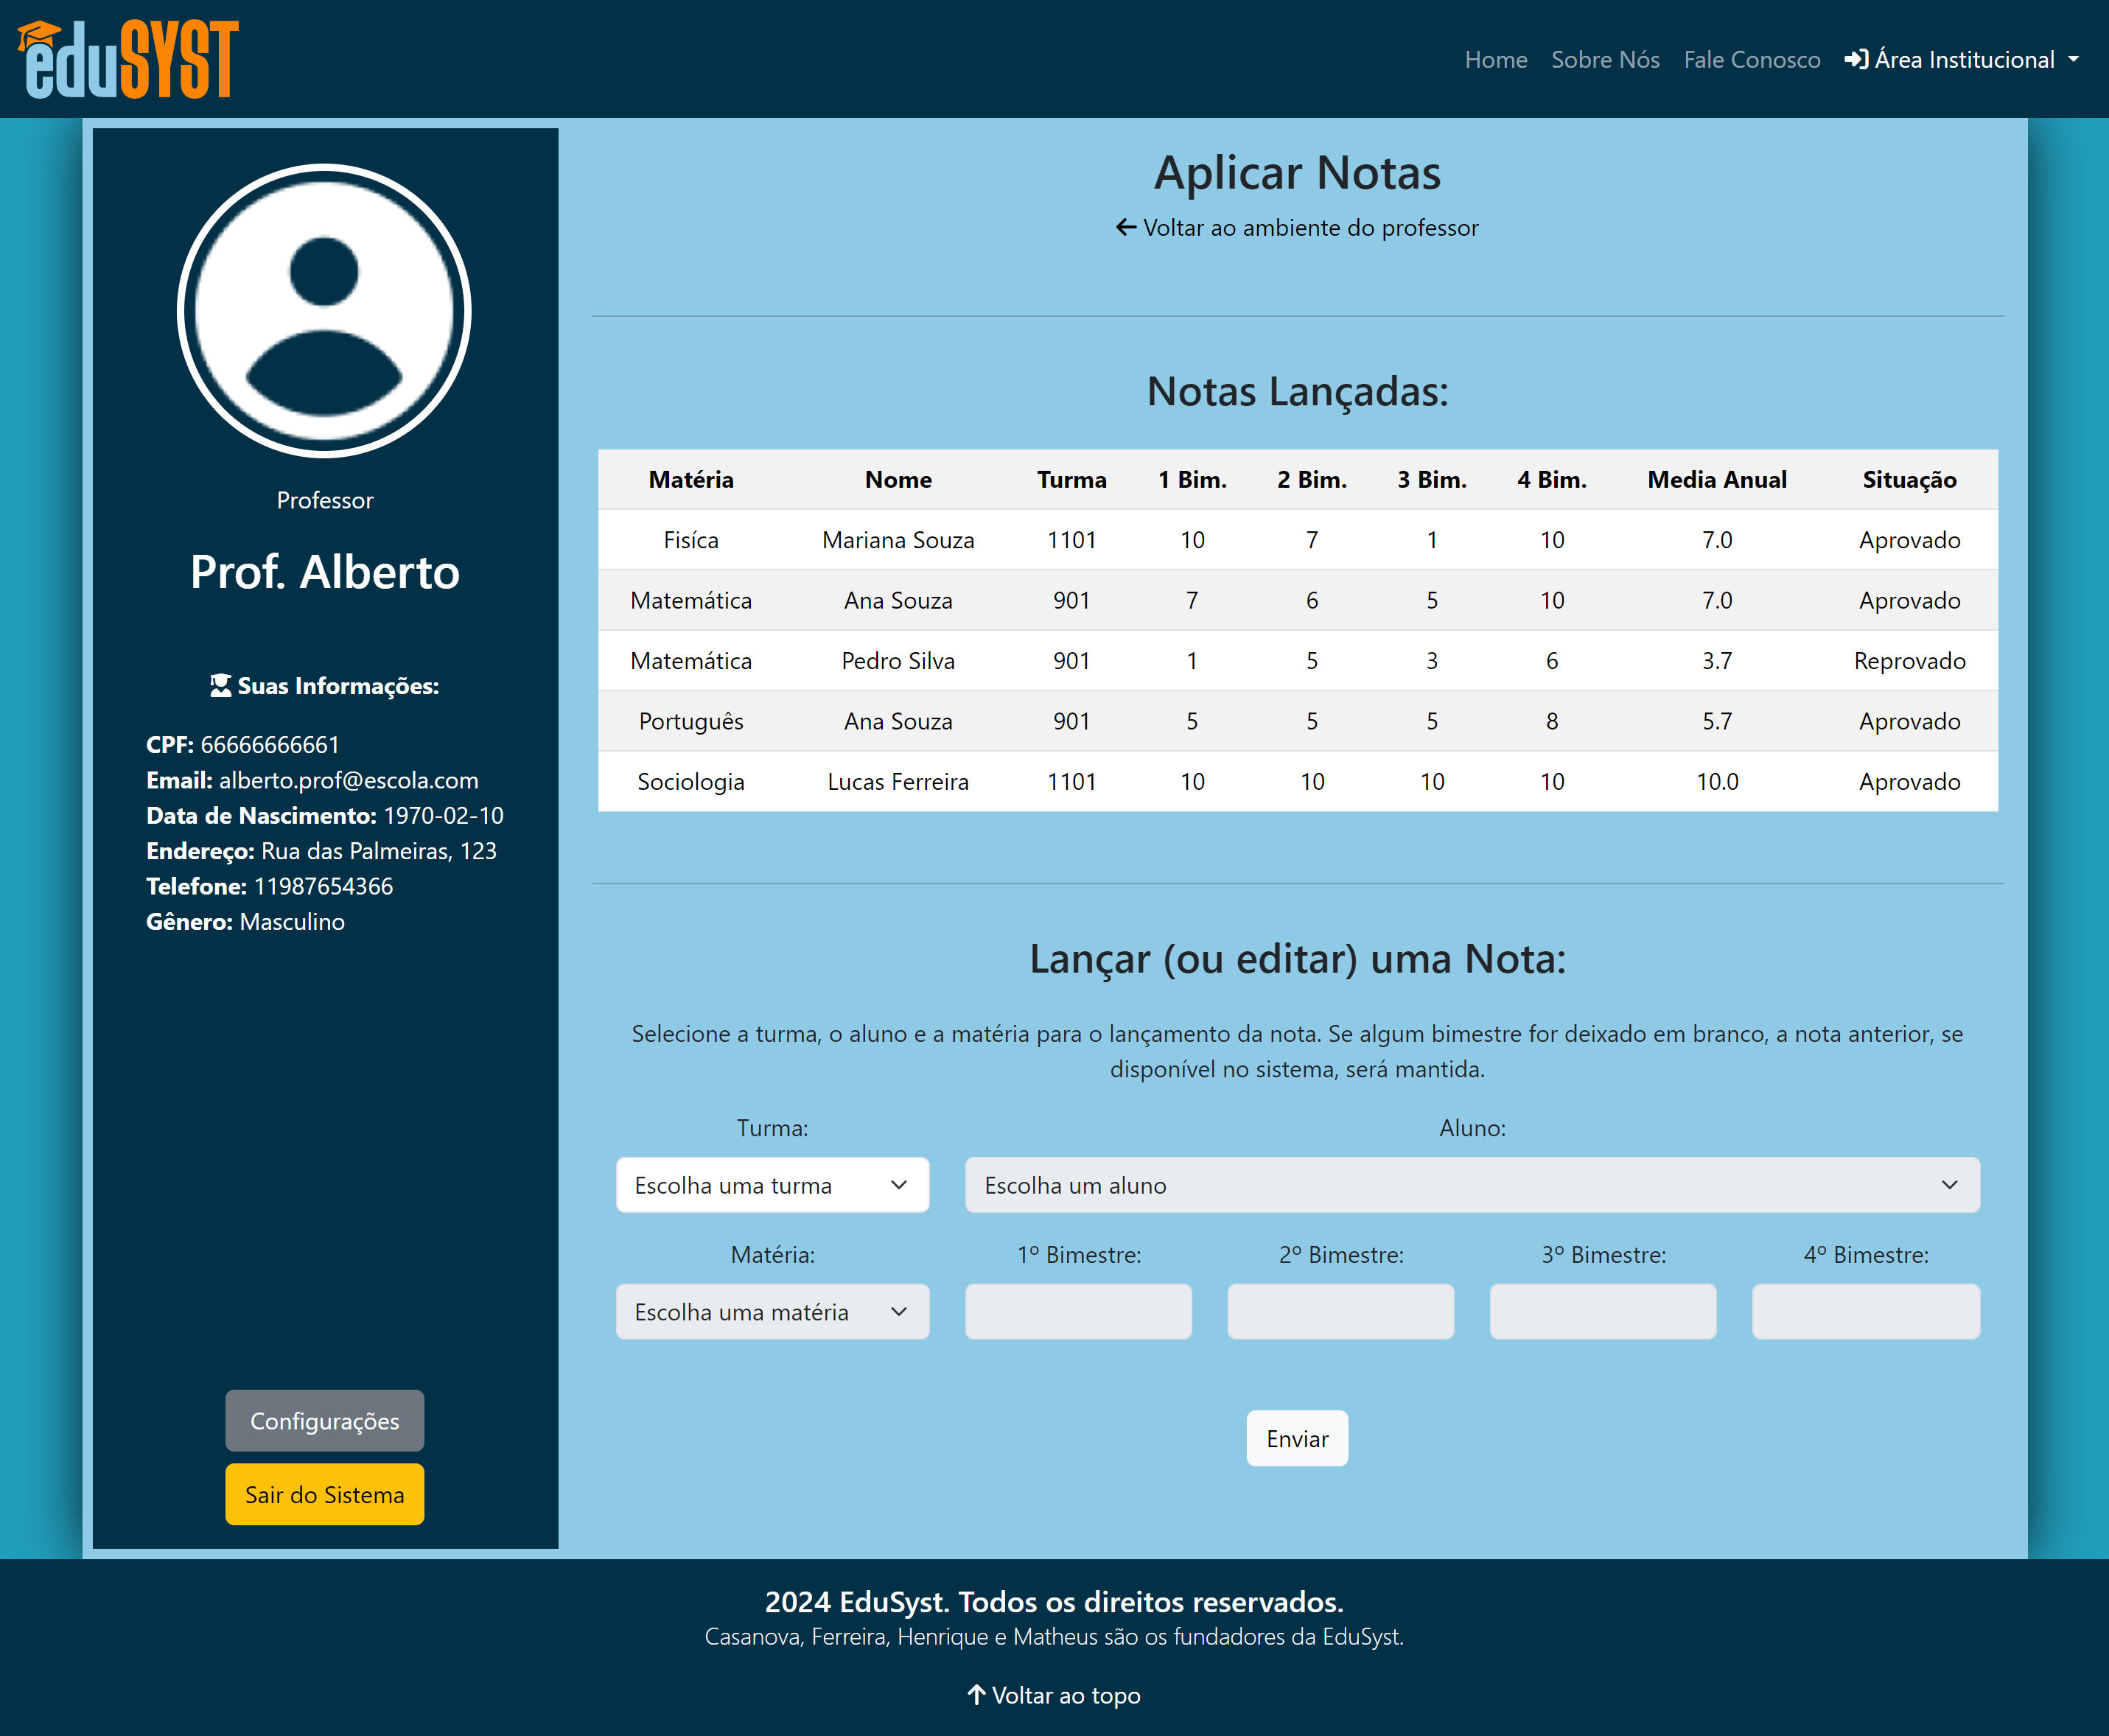 eduSYST
Home Sobre Nós Fale Conosco Área Institucional
Professor
Prof. Alberto
Suas Informações:
CPF: 66666666661
Email: alberto.prof@escola.com
Data de Nascimento: 1970-02-10
Endereço: Rua das Palmeiras, 123
Telefone: 11987654366
Gênero: Masculino
Configurações
Sair do Sistema
Aplicar Notas
Voltar ao ambiente do professor
Notas Lançadas:
Matéria Nome Turma 1 Bim. 2 Bim. 3 Bim. 4 Bim. Media Anual Situação
Fisíca Mariana Souza 1101 10 7 1 10 7.0 Aprovado
Matemática Ana Souza 901 7 6 5 10 7.0 Aprovado
Matemática Pedro Silva 901 1 5 3 6 3.7 Reprovado
Português Ana Souza 901 5 5 5 8 5.7 Aprovado
Sociologia Lucas Ferreira 1101 10 10 10 10 10.0 Aprovado
Lançar (ou editar) uma Nota:
Selecione a turma, o aluno e a matéria para o lançamento da nota. Se algum bimestre for deixado em branco, a nota anterior, se
disponível no sistema, será mantida.
Turma: Aluno:
Escolha uma turma Escolha um aluno
Matéria: 1º Bimestre: 2º Bimestre: 3º Bimestre: 4º Bimestre:
Escolha uma matéria
Enviar
2024 EduSyst. Todos os direitos reservados.
Casanova, Ferreira, Henrique e Matheus são os fundadores da EduSyst.
Voltar ao topo